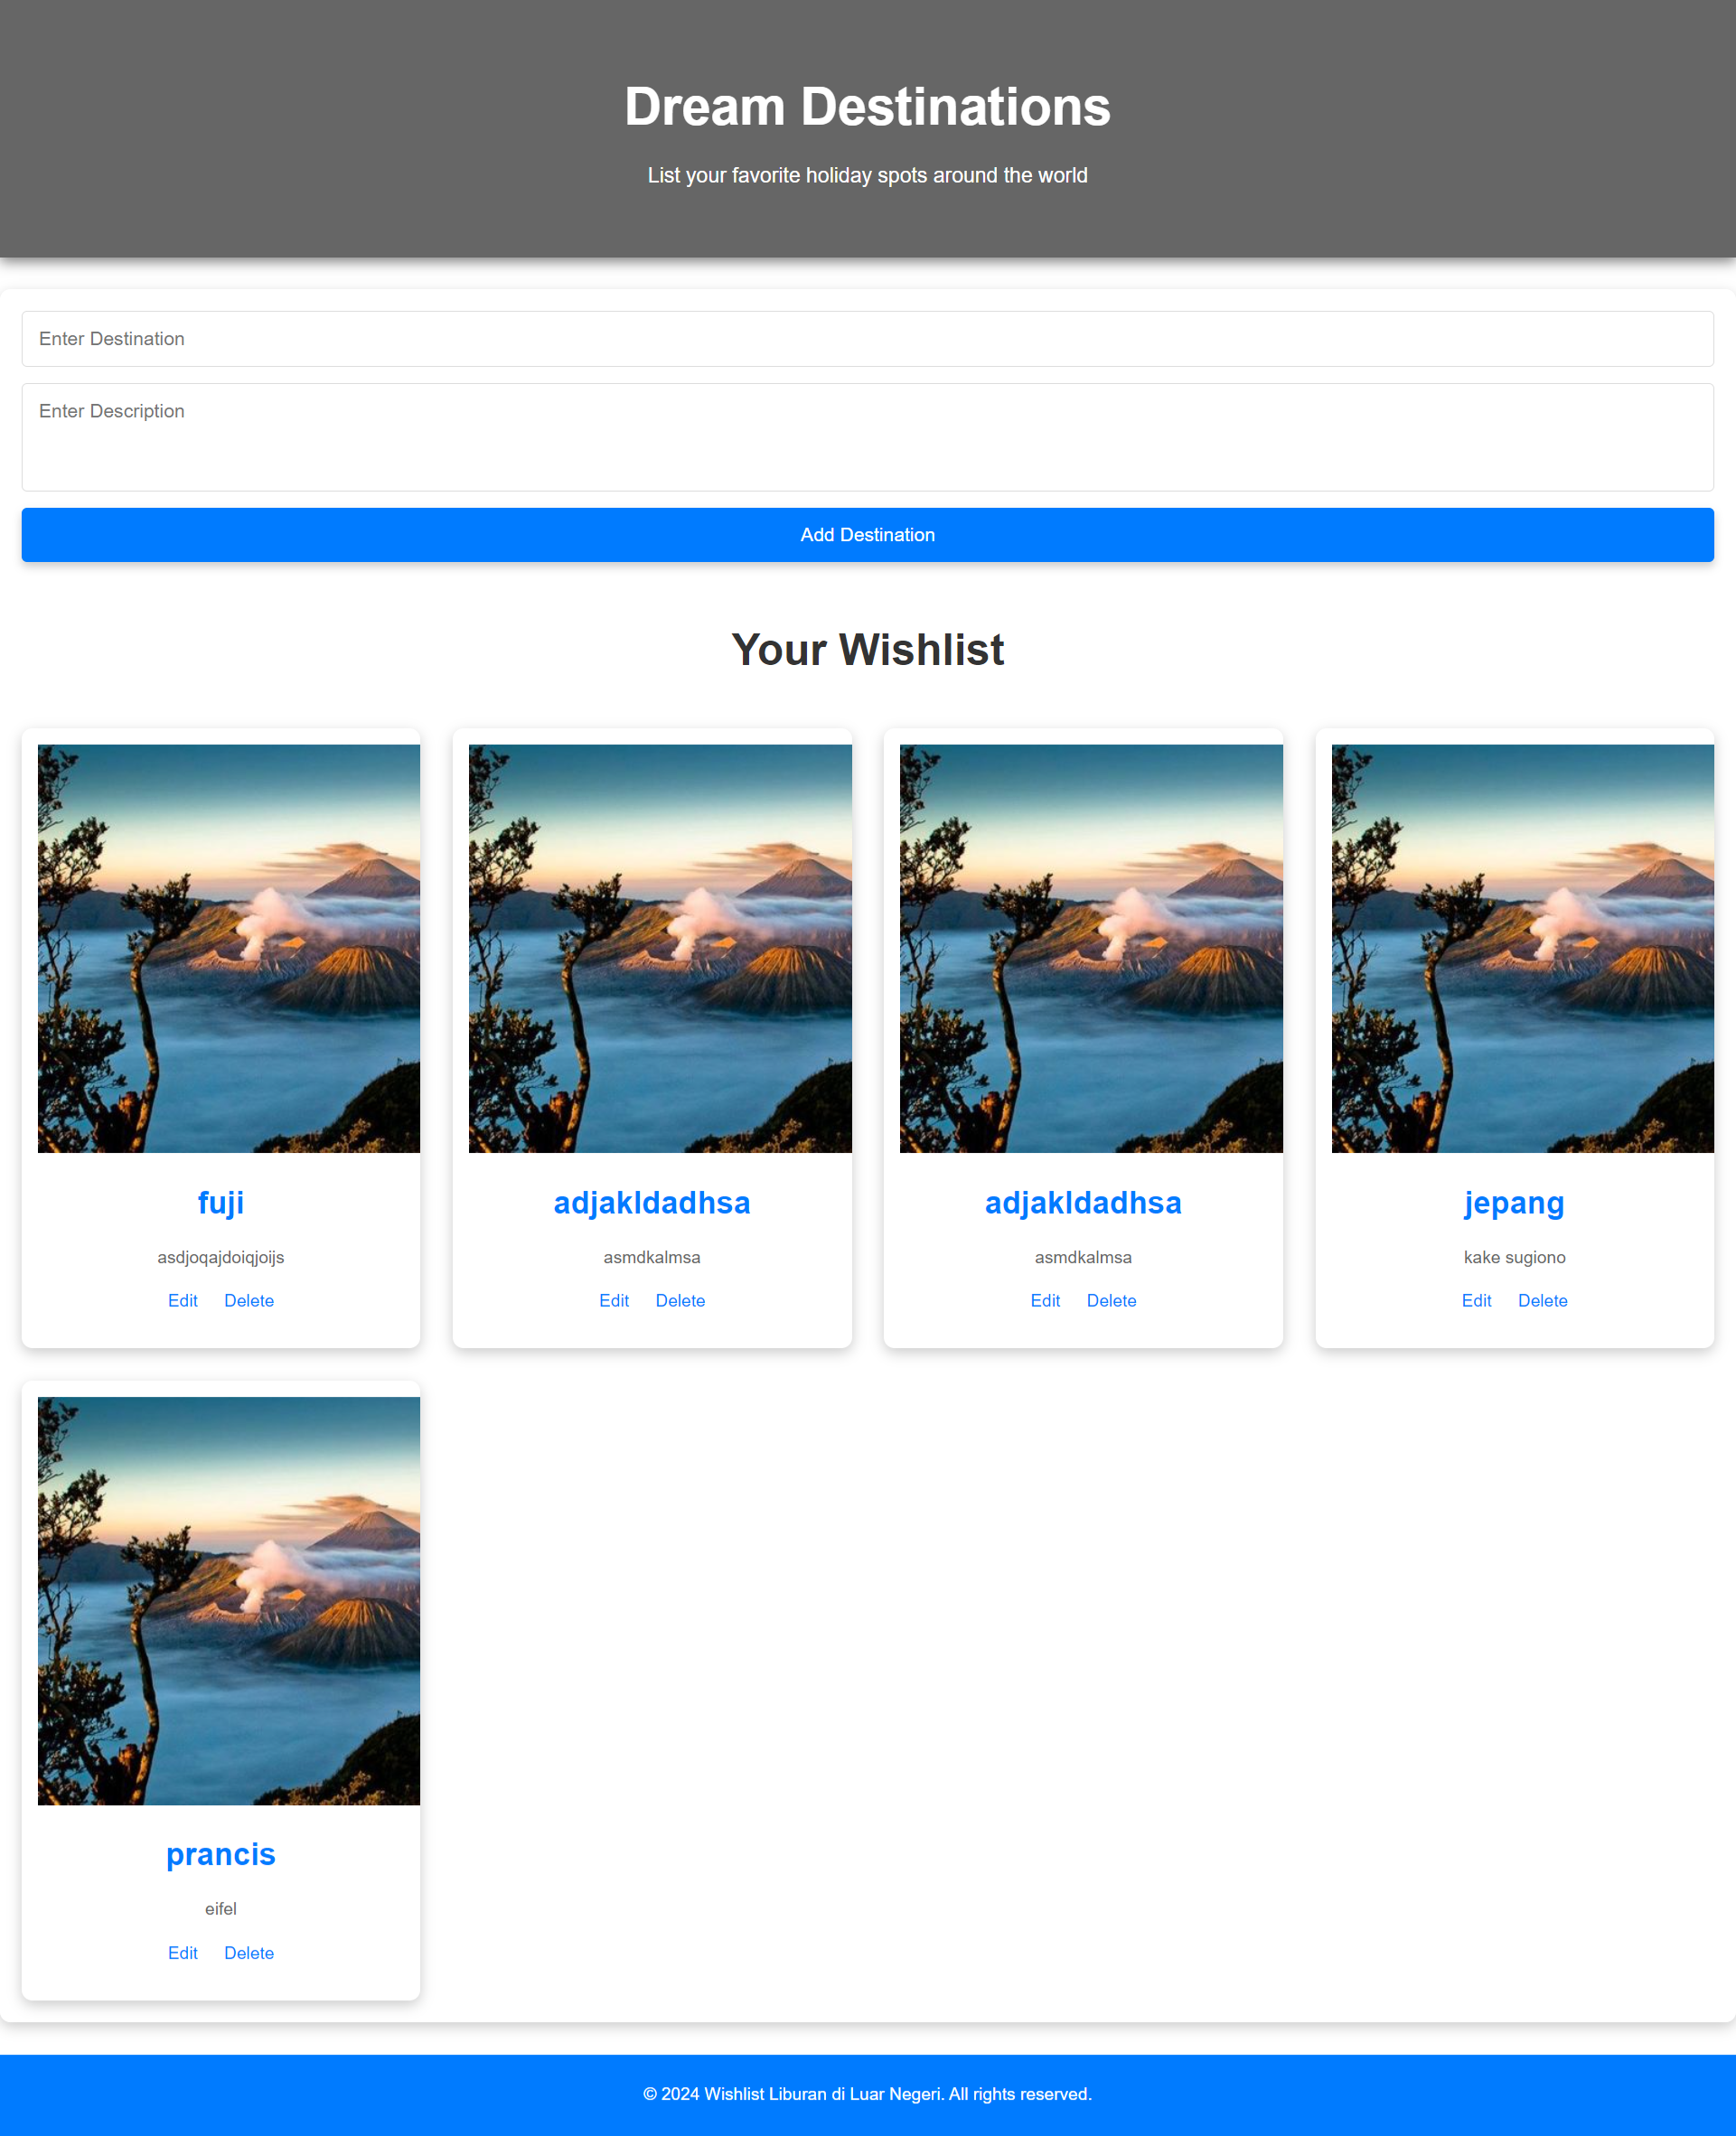 Dream Destinations
List your favorite holiday spots around the world
Enter Destination
Enter Description
Add Destination
Your Wishlist
fuji
asdjoqajdoiqjoijs
Edit Delete
adjakldadhsa
asmdkalmsa
Edit Delete
adjakldadhsa
asmdkalmsa
Edit Delete
jepang
kake sugiono
Edit Delete
prancis
eifel
Edit Delete
© 2024 Wishlist Liburan di Luar Negeri. All rights reserved.